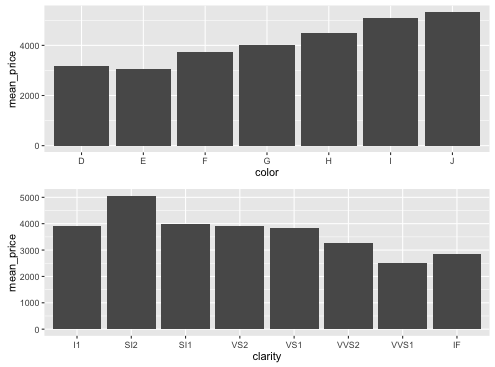 mean_price
4000
2000
0
D E F G H I J
color
mean_price
5000
4000
3000
2000
1000
0
I1 SI2 SI1 VS2 VS1 VVS2 VVS1 IF
clarity